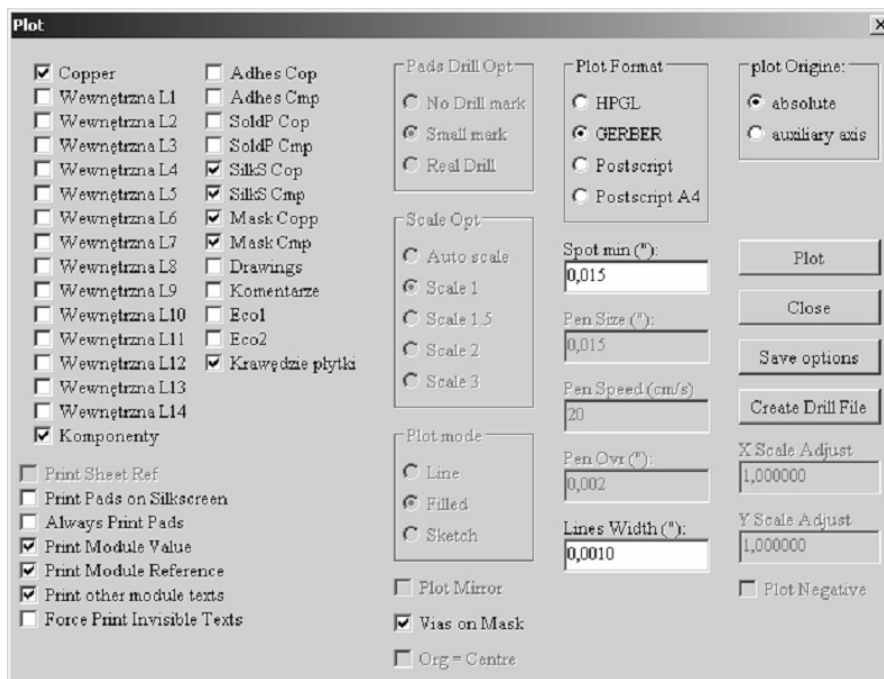 Plot
Copper
Wewnętrzna L1
Wewnętrzna L2
Wewnętrzna L3
Wewnętrzna L4
Wewnętrzna L5
Wewnętrzna L6
Wewnętrzna L7
Wewnętrzna L8
Wewnętrzna L9
Wewnętrzna L10
Wewnętrzna L11
Wewnętrzna L12
Wewnętrzna L13
Wewnętrzna L14
Komponenty
Adhes Cop
Adhes Cmp
SoldP Cop
SoldP Cmp
SilkS Cop
SilkS Cmp
Mask Copp
Mask Cmp
Drawings
Komentarze
Eco1
Eco2
Krawędzie płytki
Print Sheet Ref
Print Pads on Silkscreen
Always Print Pads
Print Module Value
Print Module Reference
Print other module texts
Force Print Invisible Texts
Pads Drill Opt
No Drill mark
Small mark
Real Drill
Scale Opt
Auto scale
Scale 1
Scale 1.5
Scale 2
Scale 3
Plot mode
Line
Filled
Sketch
Plot Mirror
Vias on Mask
Org = Centre
Plot Format
HPGL
GERBER
Postscript
Postscript A4
Spot min ("):
0,015
Pen Size ("):
0,015
Pen Speed (cm/s)
20
Pen Ovr ("):
0,002
Lines Width ("):
0,0010
plot Origine:
absolute
auxiliary axis
Plot
Close
Save options
Create Drill File
X Scale Adjust
1,000000
Y Scale Adjust
1,000000
Plot Negative